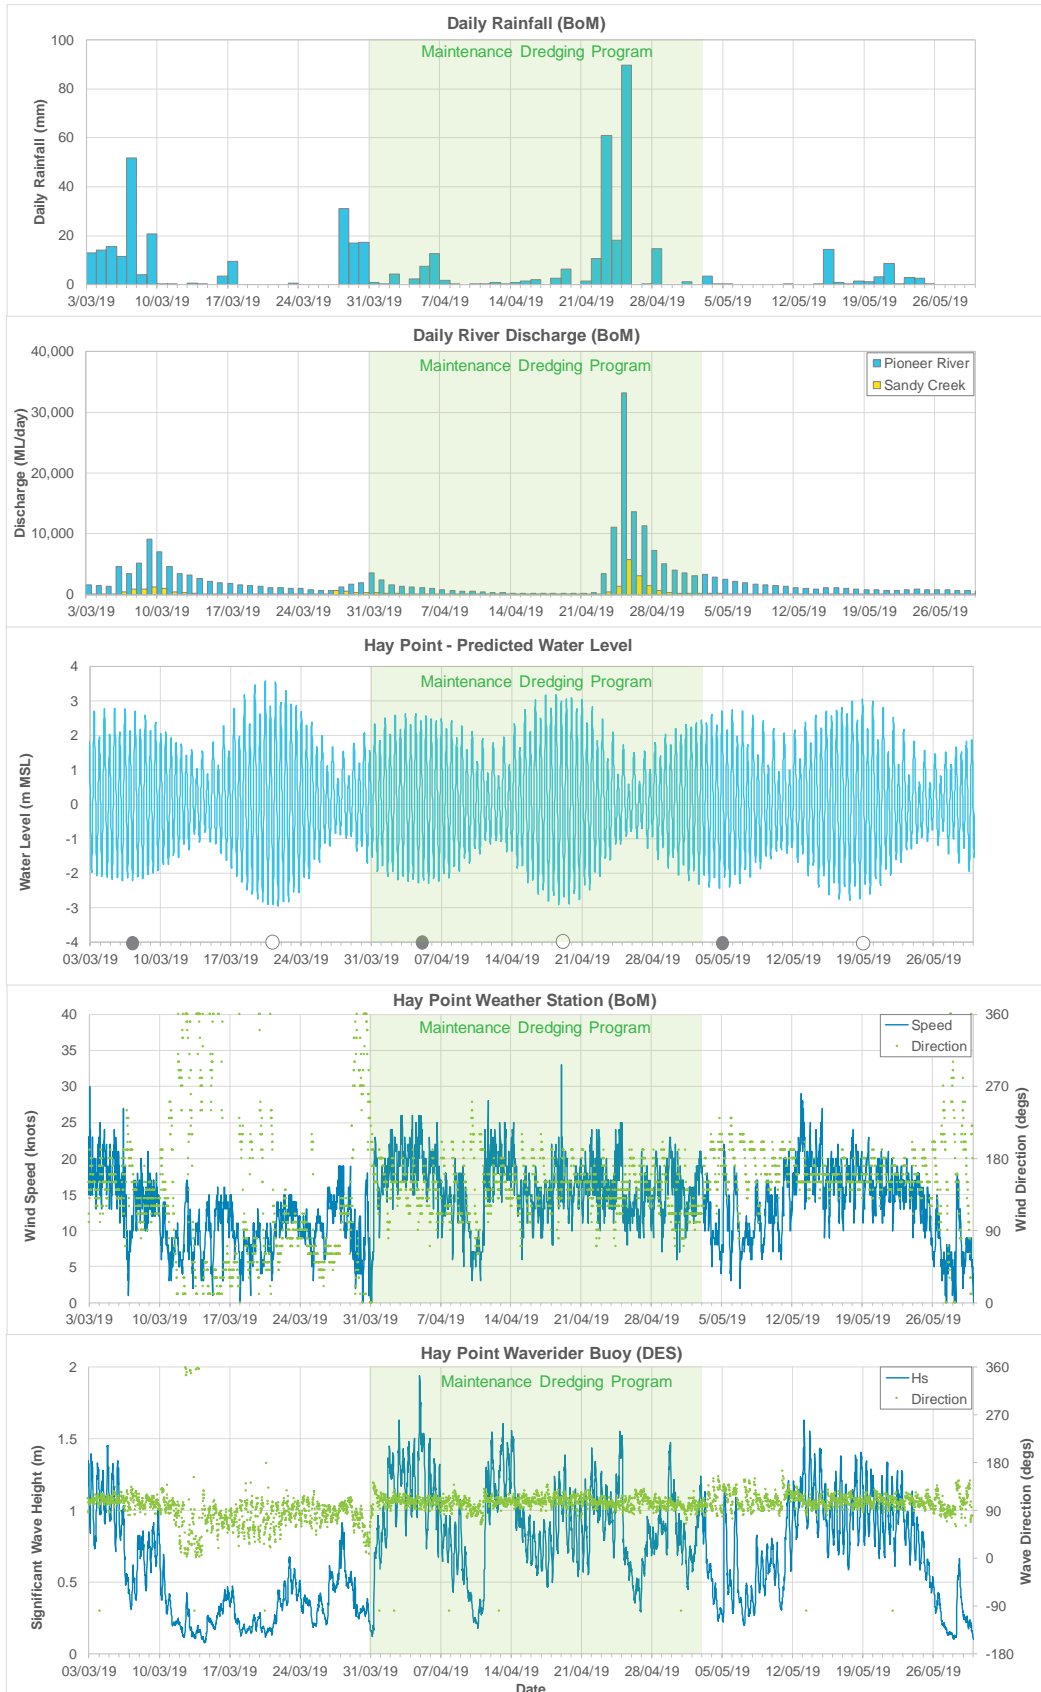 Daily Rainfall (BoM)
Maintenance Dredging Program
Daily Rainfall (mm)
100
80
60
40
20
0
3/03/19 10/03/19 17/03/19 24/03/19 31/03/19 7/04/19 14/04/19 21/04/19 28/04/19 5/05/19 12/05/19 19/05/19 26/05/19
Daily River Discharge (BoM)
Maintenance Dredging Program
Pioneer River
Sandy Creek
Discharge (ML/day)
40,000
30,000
20,000
10,000
0
3/03/19 10/03/19 17/03/19 24/03/19 31/03/19 7/04/19 14/04/19 21/04/19 28/04/19 5/05/19 12/05/19 19/05/19 26/05/19
Hay Point - Predicted Water Level
Maintenance Dredging Program
Water Level (m MSL)
4
3
2
1
0
-1
-2
-3
-4
03/03/19 10/03/19 17/03/19 24/03/19 31/03/19 07/04/19 14/04/19 21/04/19 28/04/19 05/05/19 12/05/19 19/05/19 26/05/19
Hay Point Weather Station (BoM)
Maintenance Dredging Program
Speed
Direction
Wind Speed (knots)
40
35
30
25
20
15
10
5
0
Wind Direction (degs)
360
270
180
90
0
3/03/19 10/03/19 17/03/19 24/03/19 31/03/19 7/04/19 14/04/19 21/04/19 28/04/19 5/05/19 12/05/19 19/05/19 26/05/19
Hay Point Waverider Buoy (DES)
Maintenance Dredging Program
Hs
Direction
Significant Wave Height (m)
2
1.5
1
0.5
0
Wave Direction (degs)
360
270
180
90
0
-90
-180
03/03/19 10/03/19 17/03/19 24/03/19 31/03/19 07/04/19 14/04/19 21/04/19 28/04/19 05/05/19 12/05/19 19/05/19 26/05/19
Date